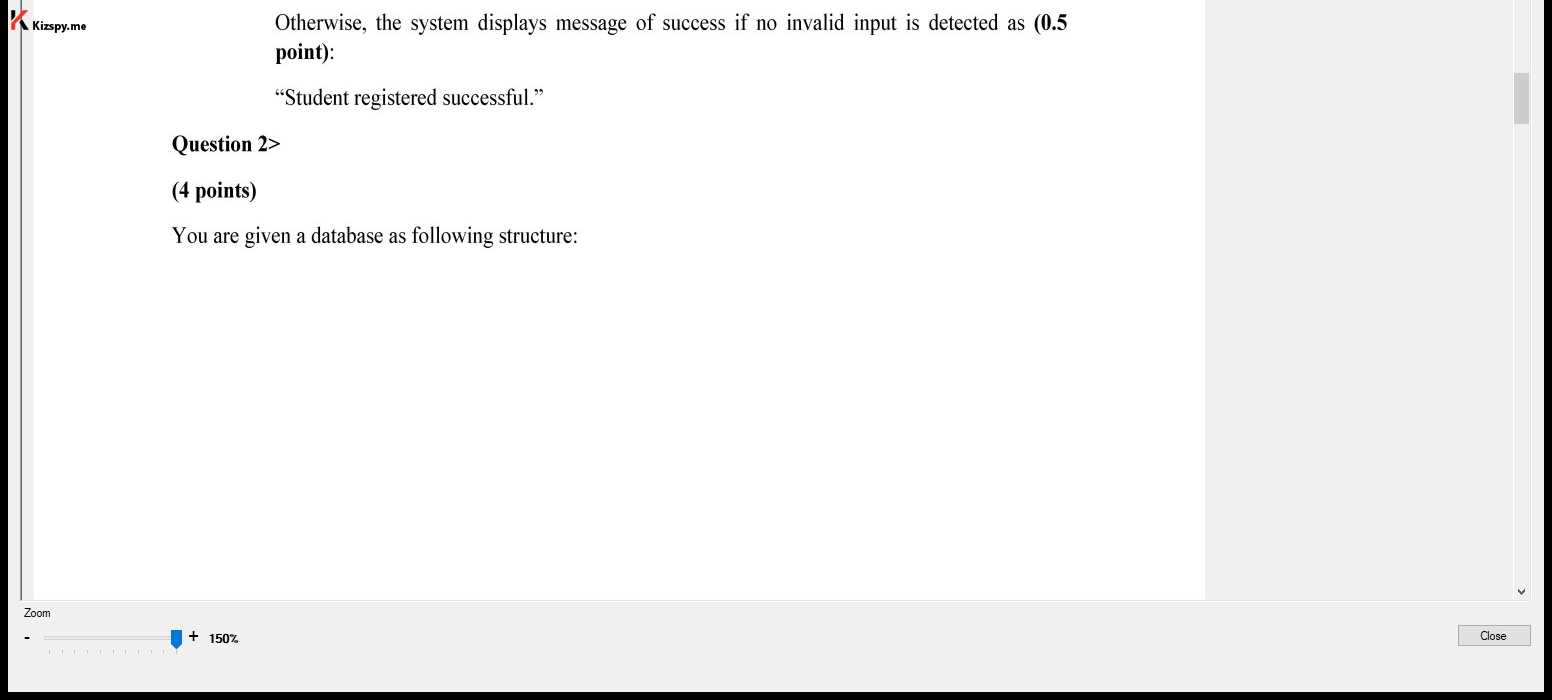 Kizspy.me
Otherwise, the system displays message of success if no invalid input is detected as (0.5
point):
“Student registered successful.”
Question 2>
(4 points)
You are given a database as following structure:
Zoom
- + 150%
Close